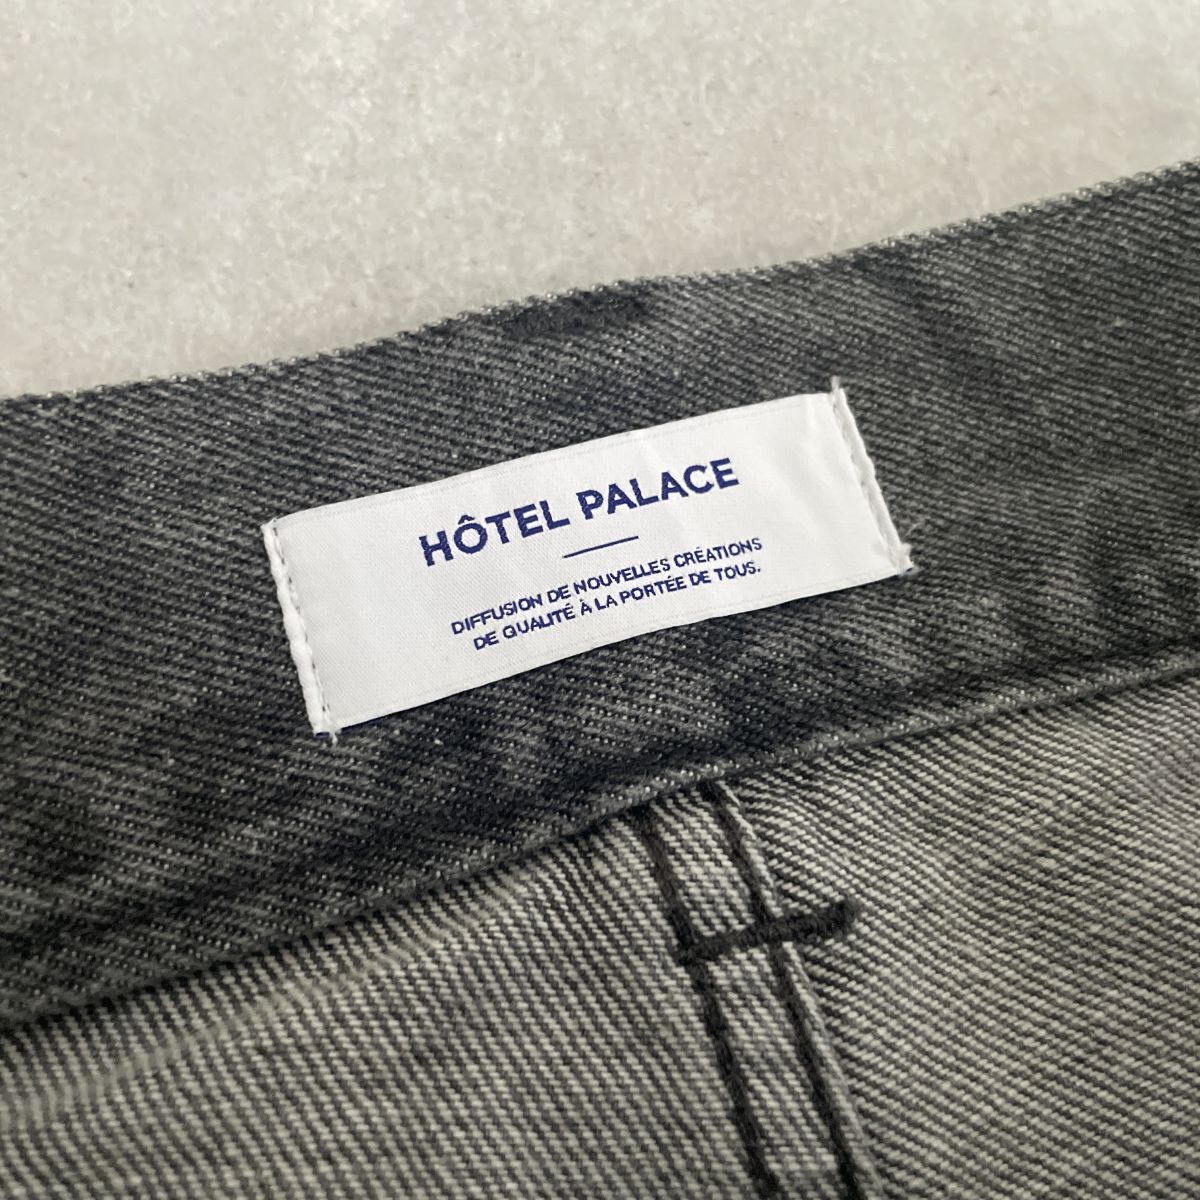 HÔTEL PALACE
DIFFUSION DE NOUVELLES CRÉATIONS
DE QUALITÉ À LA PORTÉE DE TOUS.